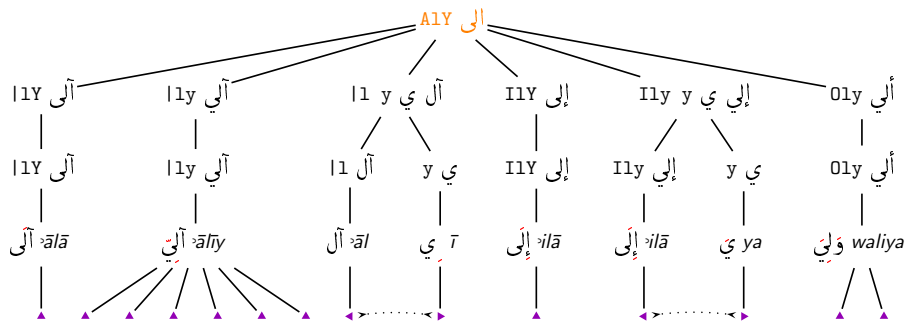 AlY الى
|lY آلى |ly آلي |l y آل ي IlY إلى Ily y إلي ي Oly ألي
|lY آلى |ly آلي |l آل y ي IlY إلى Ily إلي y ي Oly ألي
آلَى ʾālā آلِيّ ʾālīy آل ʾāl ِي ī إِلَى ʾilā إِلَى ʾilā يَ ya وَلِيَ waliya